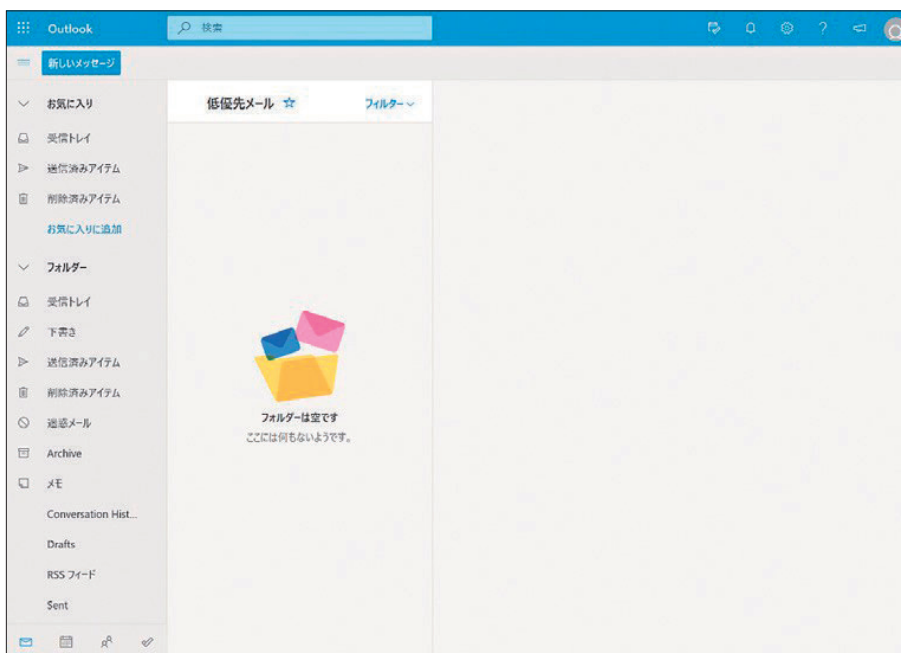 Outlook
検索
新しいメッセージ
お気に入り
受信トレイ
送信済みアイテム
削除済みアイテム
お気に入りに追加
フォルダー
受信トレイ
下書き
送信済みアイテム
削除済みアイテム
迷惑メール
Archive
メモ
Conversation Hist...
Drafts
RSS フィード
Sent
低優先メール
フィルター
フォルダーは空です
ここには何もないようです。